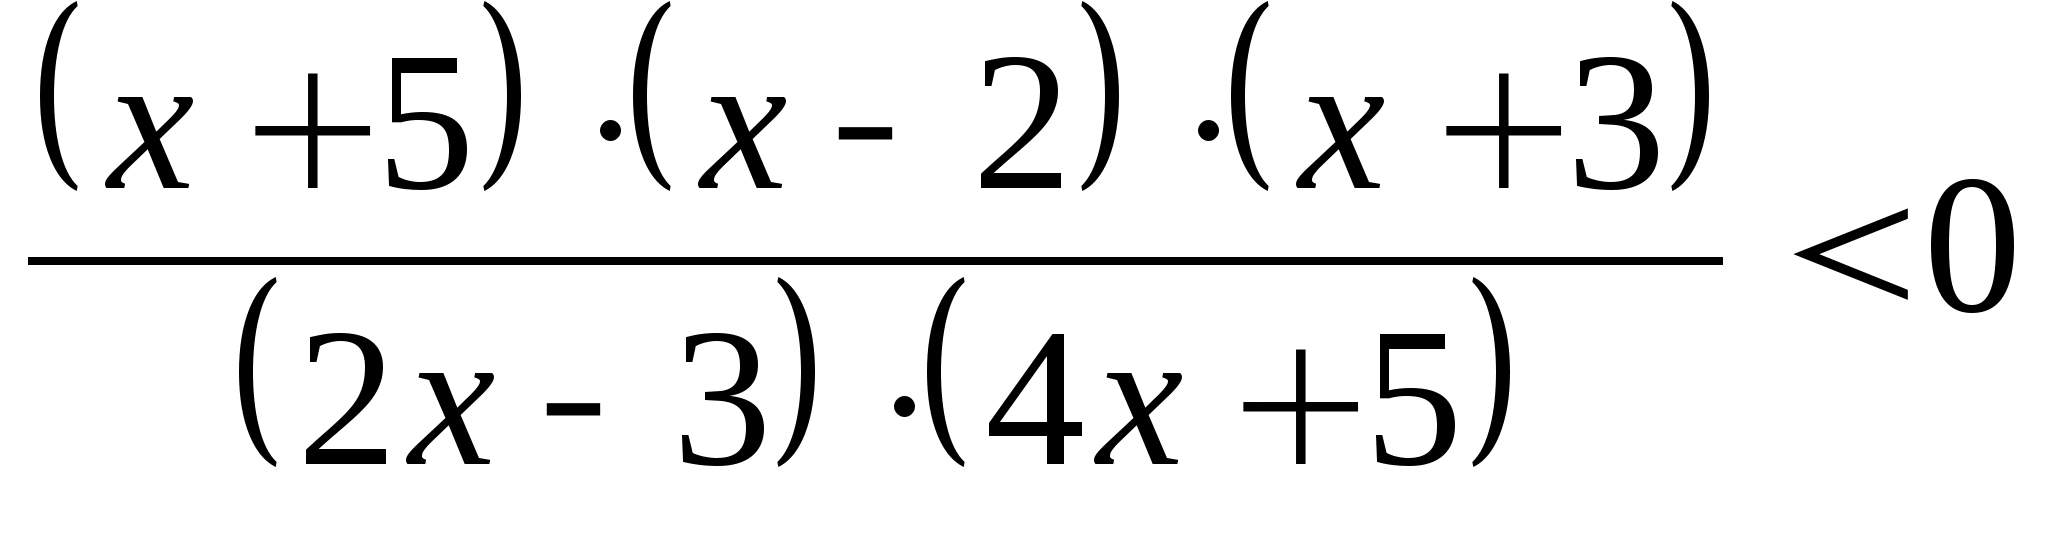 (x + 5) · (x - 2) · (x + 3)
(2x - 3) · (4x + 5)
< 0